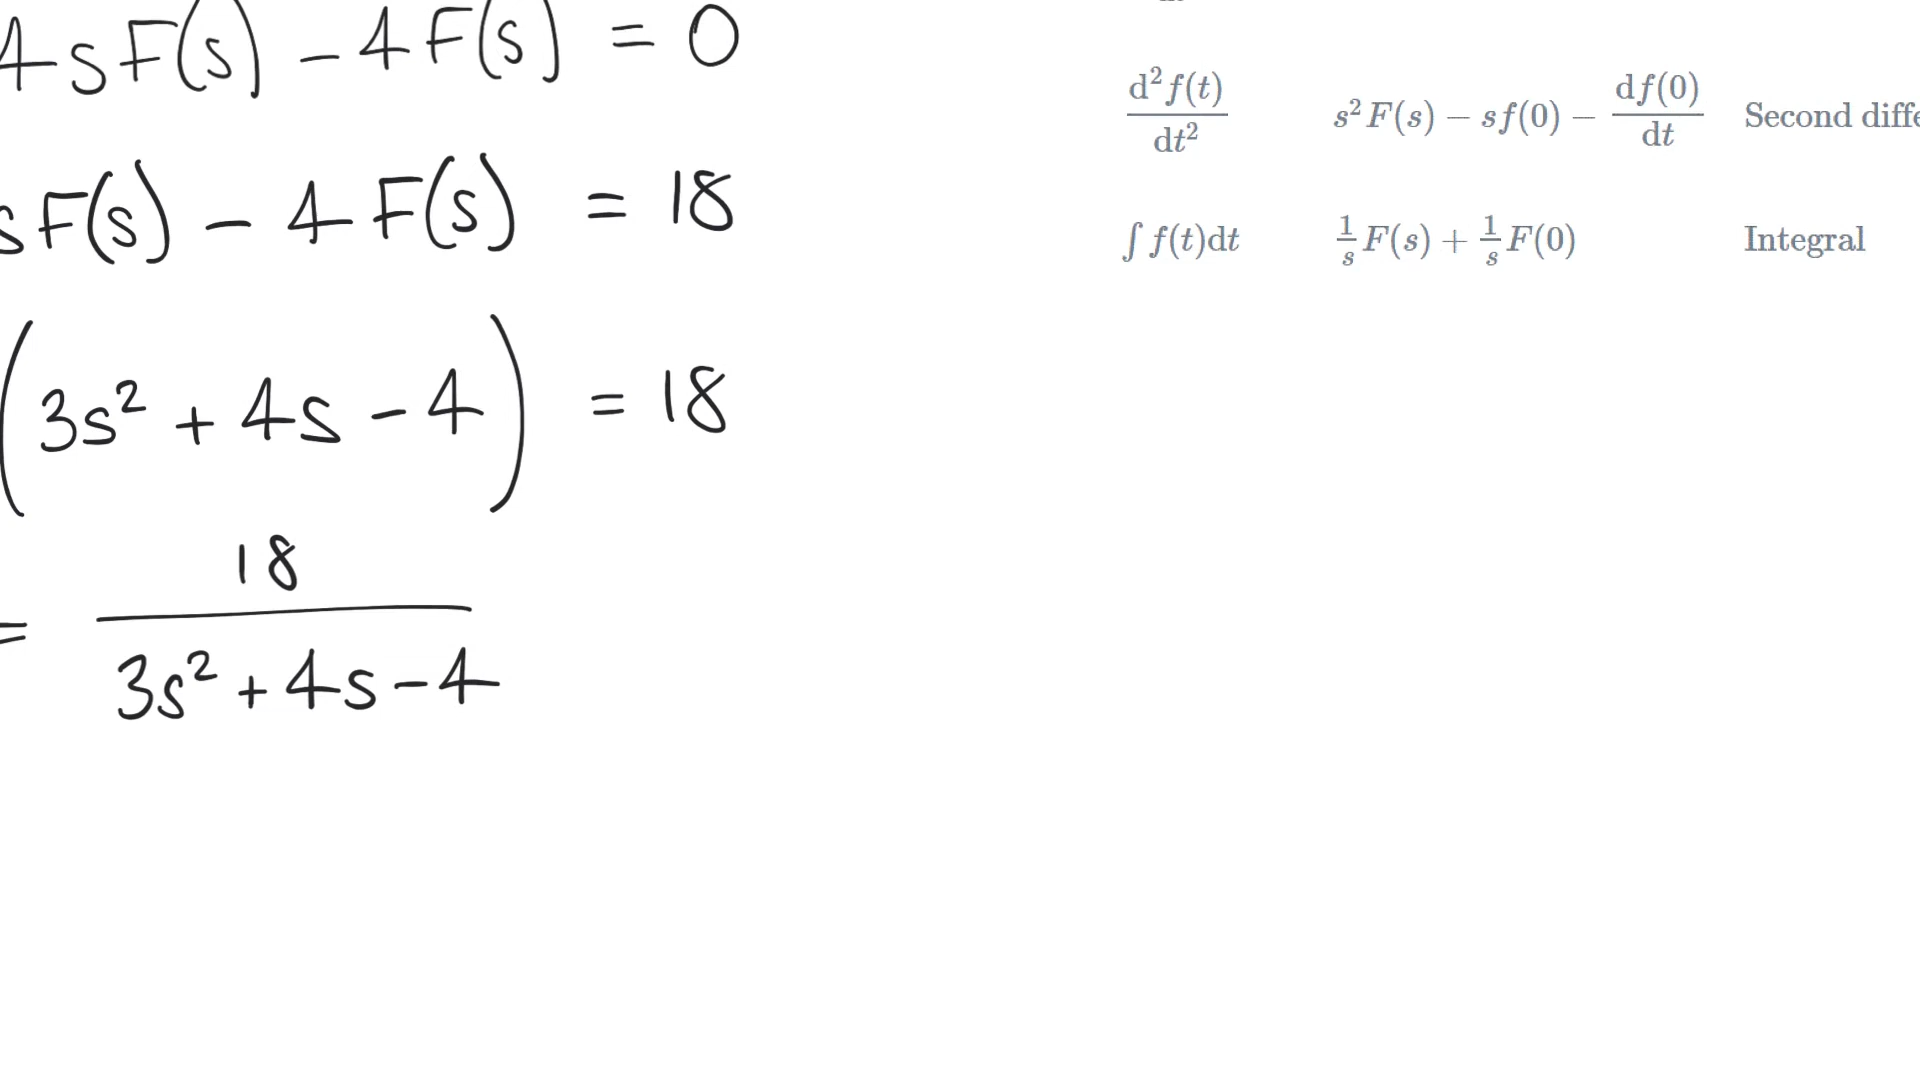 4sF(s) - 4F(s) = 0
sF(s) - 4F(s) = 18
(3s² + 4s - 4) = 18
= 18 / (3s² + 4s - 4)
d²f(t)/dt² s²F(s) − sf(0) − df(0)/dt Second diffe
∫ f(t)dt 1/s F(s) + 1/s F(0) Integral